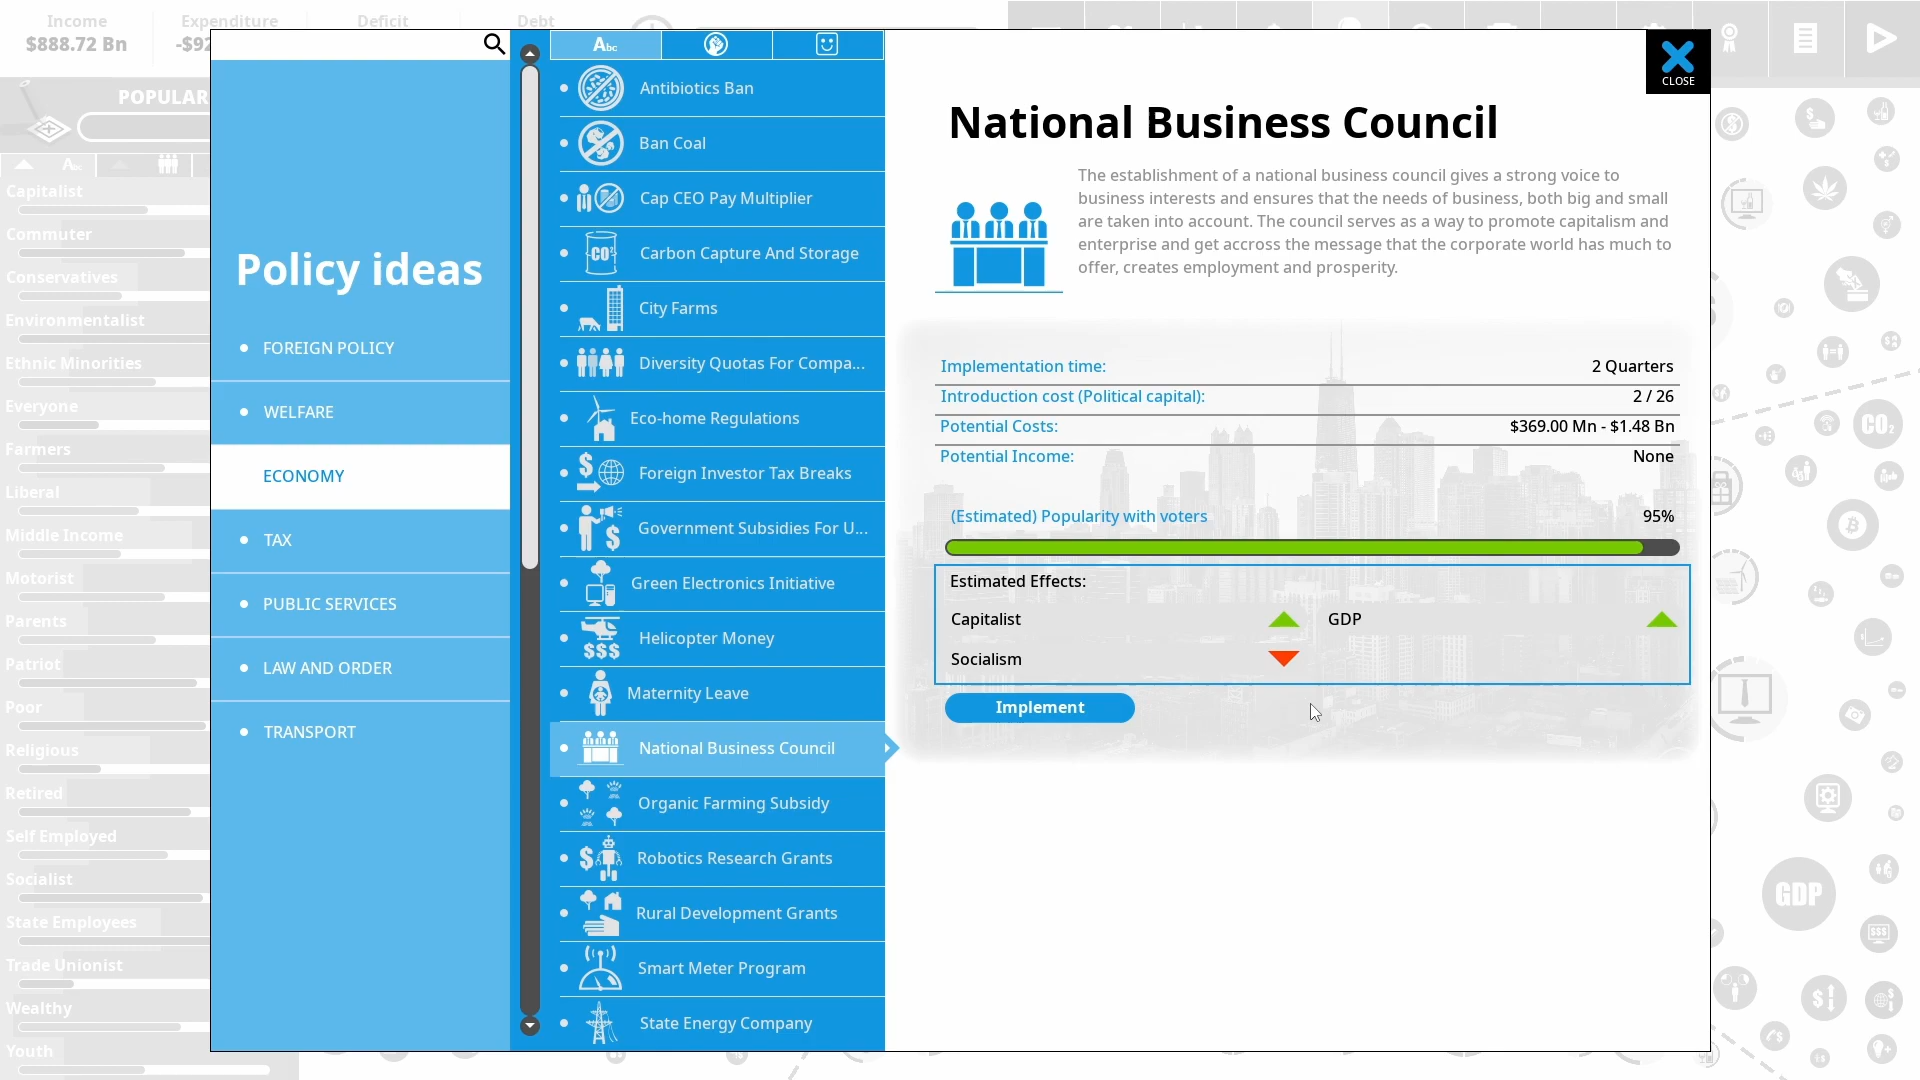 Income
Expenditure
Deficit
Debt
$888.72 Bn
-$92
POPULAR
Capitalist
Commuter
Conservatives
Environmentalist
Ethnic Minorities
Everyone
Farmers
Liberal
Middle Income
Motorist
Parents
Patriot
Poor
Religious
Retired
Self Employed
Socialist
State Employees
Trade Unionist
Wealthy
Youth
Policy ideas
FOREIGN POLICY
WELFARE
ECONOMY
TAX
PUBLIC SERVICES
LAW AND ORDER
TRANSPORT
Abc
Antibiotics Ban
Ban Coal
Cap CEO Pay Multiplier
Carbon Capture And Storage
City Farms
Diversity Quotas For Compa...
Eco-home Regulations
Foreign Investor Tax Breaks
Government Subsidies For U...
Green Electronics Initiative
Helicopter Money
Maternity Leave
National Business Council
Organic Farming Subsidy
Robotics Research Grants
Rural Development Grants
Smart Meter Program
State Energy Company
CLOSE
National Business Council
The establishment of a national business council gives a strong voice to
business interests and ensures that the needs of business, both big and small
are taken into account. The council serves as a way to promote capitalism and
enterprise and get accross the message that the corporate world has much to
offer, creates employment and prosperity.
Implementation time: 2 Quarters
Introduction cost (Political capital): 2 / 26
Potential Costs: $369.00 Mn - $1.48 Bn
Potential Income: None
(Estimated) Popularity with voters 95%
Estimated Effects:
Capitalist GDP
Socialism
Implement
CO₂
GDP